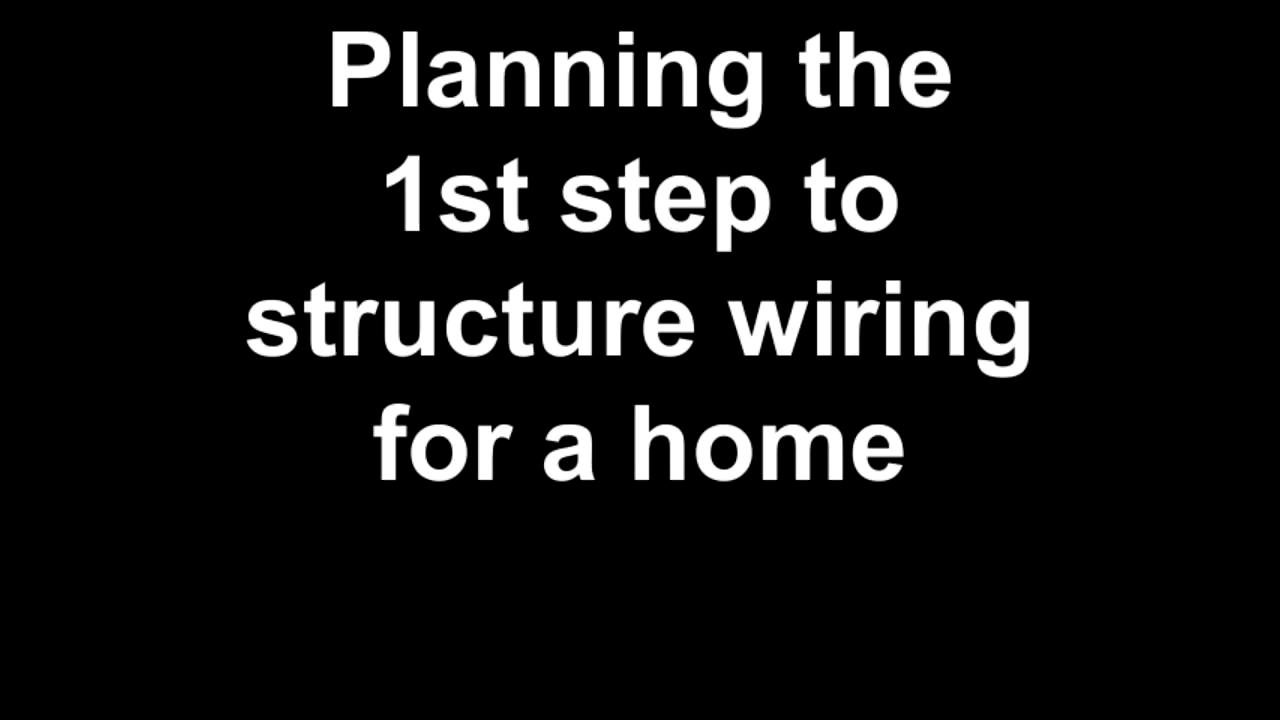 Planning the
1st step to
structure wiring
for a home